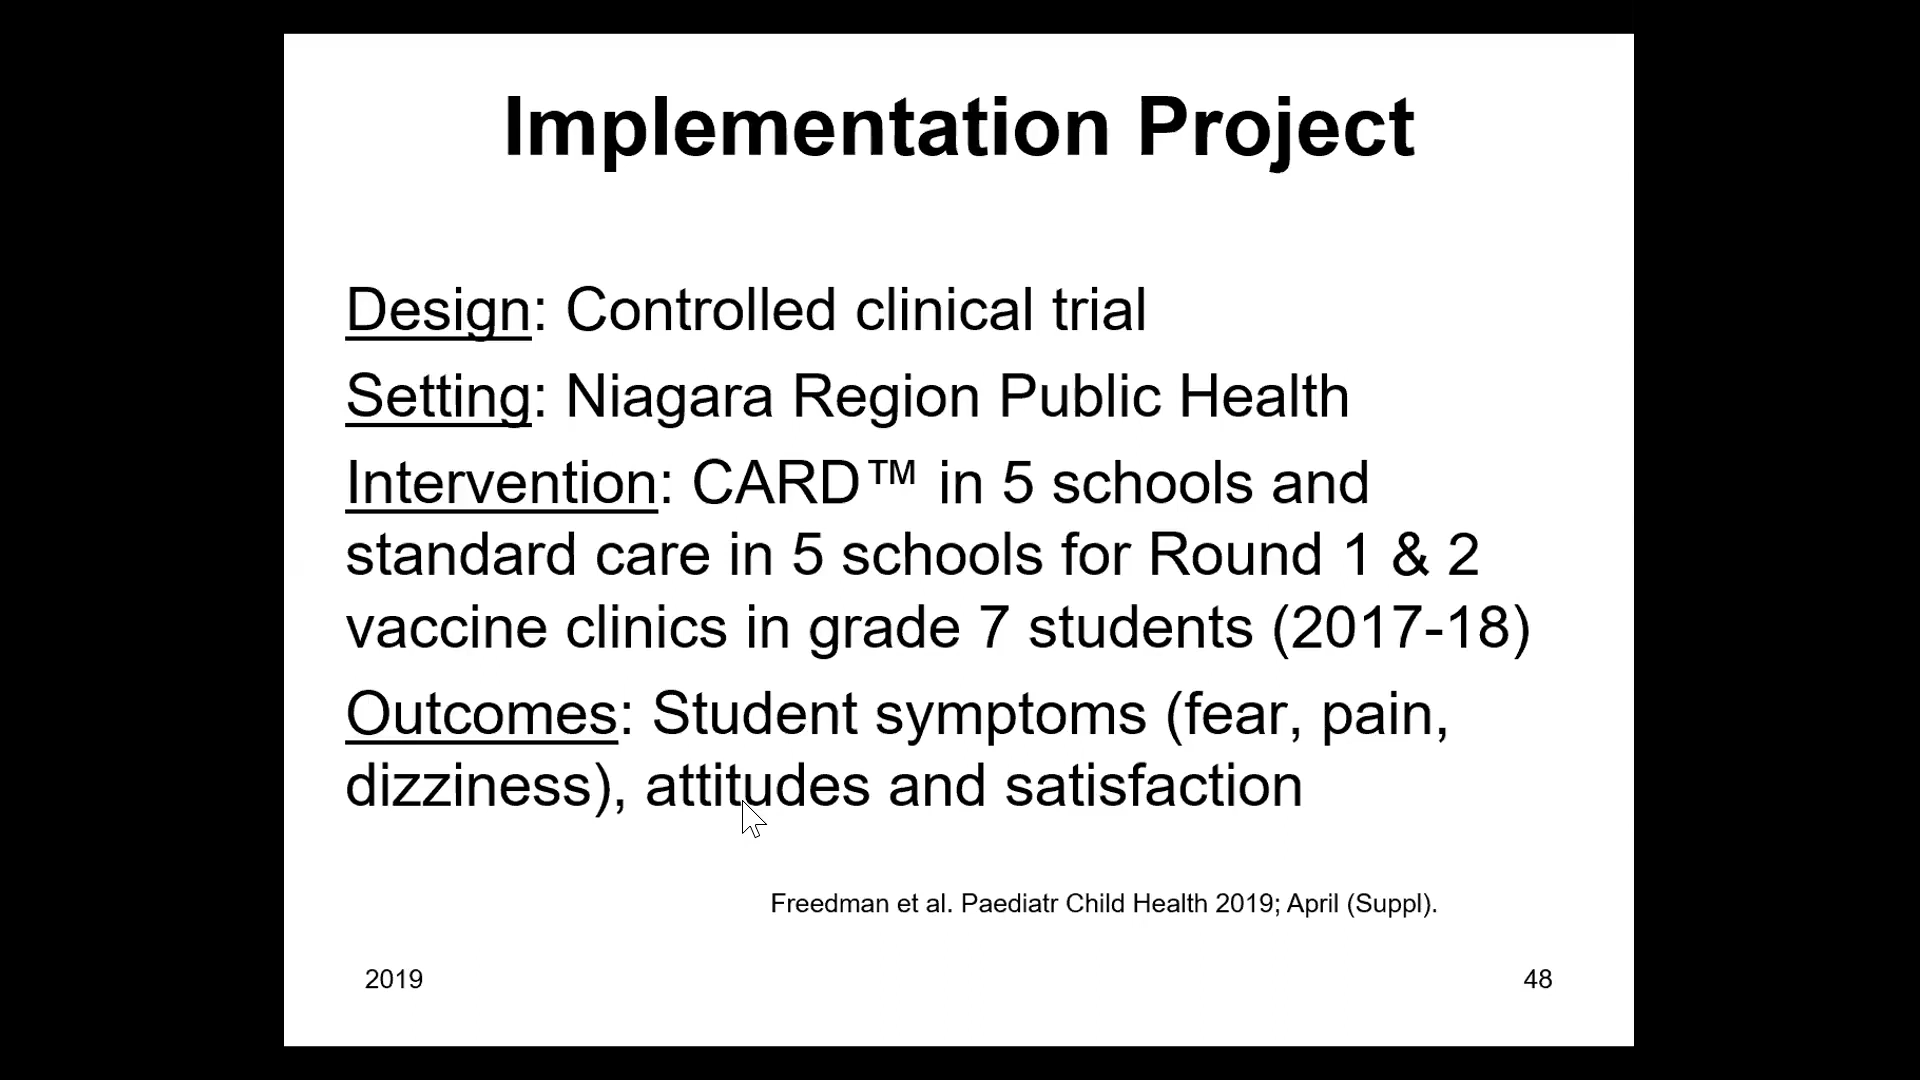 Implementation Project
Design: Controlled clinical trial
Setting: Niagara Region Public Health
Intervention: CARD™ in 5 schools and
standard care in 5 schools for Round 1 & 2
vaccine clinics in grade 7 students (2017-18)
Outcomes: Student symptoms (fear, pain,
dizziness), attitudes and satisfaction
Freedman et al. Paediatr Child Health 2019; April (Suppl).
2019
48